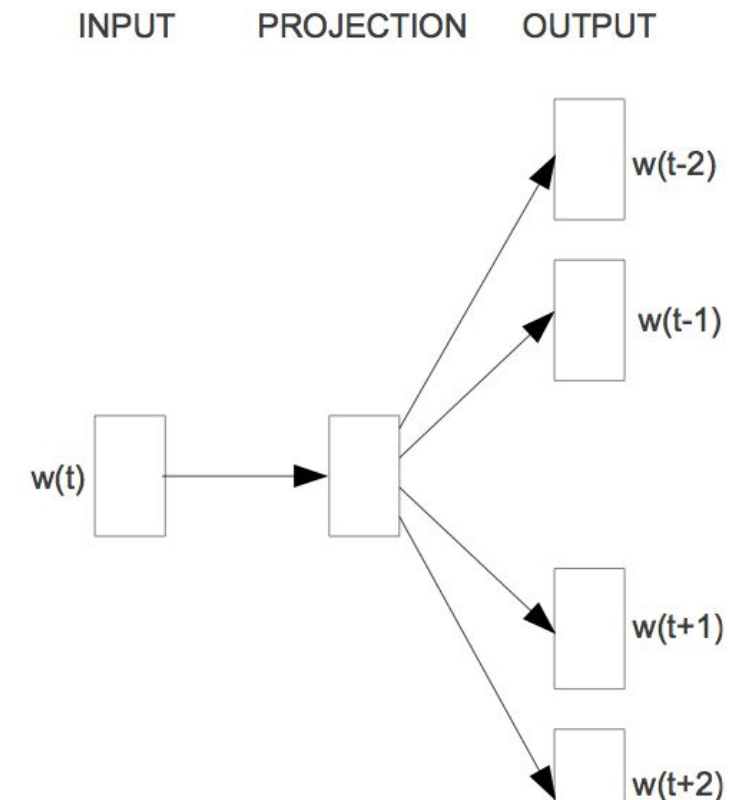 INPUT PROJECTION OUTPUT
w(t-2)
w(t-1)
w(t)
w(t+1)
w(t+2)